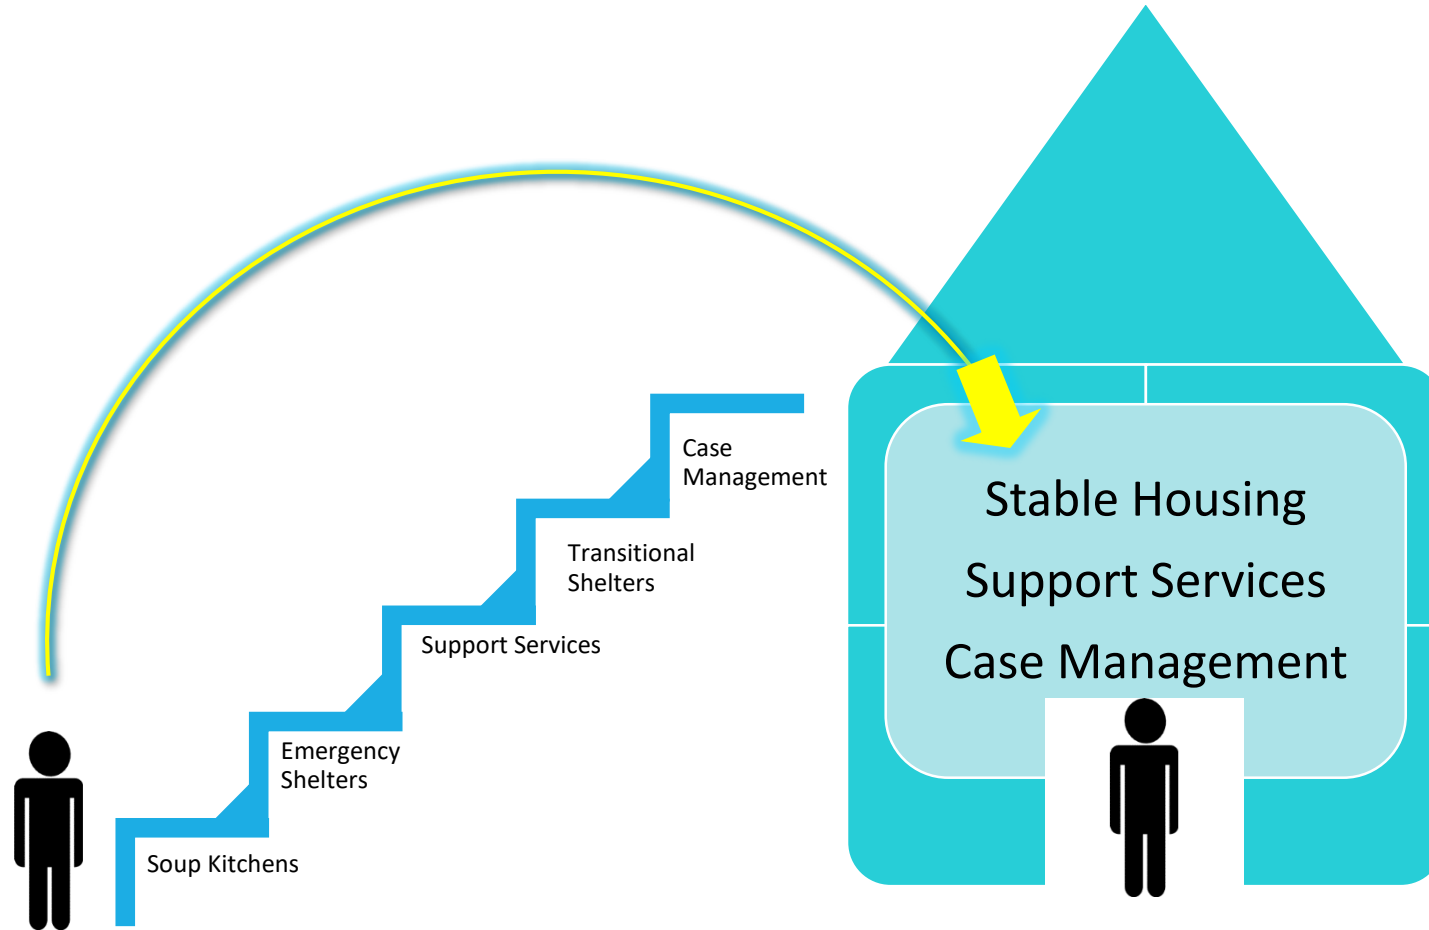 Case
Management
Transitional
Shelters
Support Services
Emergency
Shelters
Soup Kitchens
Stable Housing
Support Services
Case Management